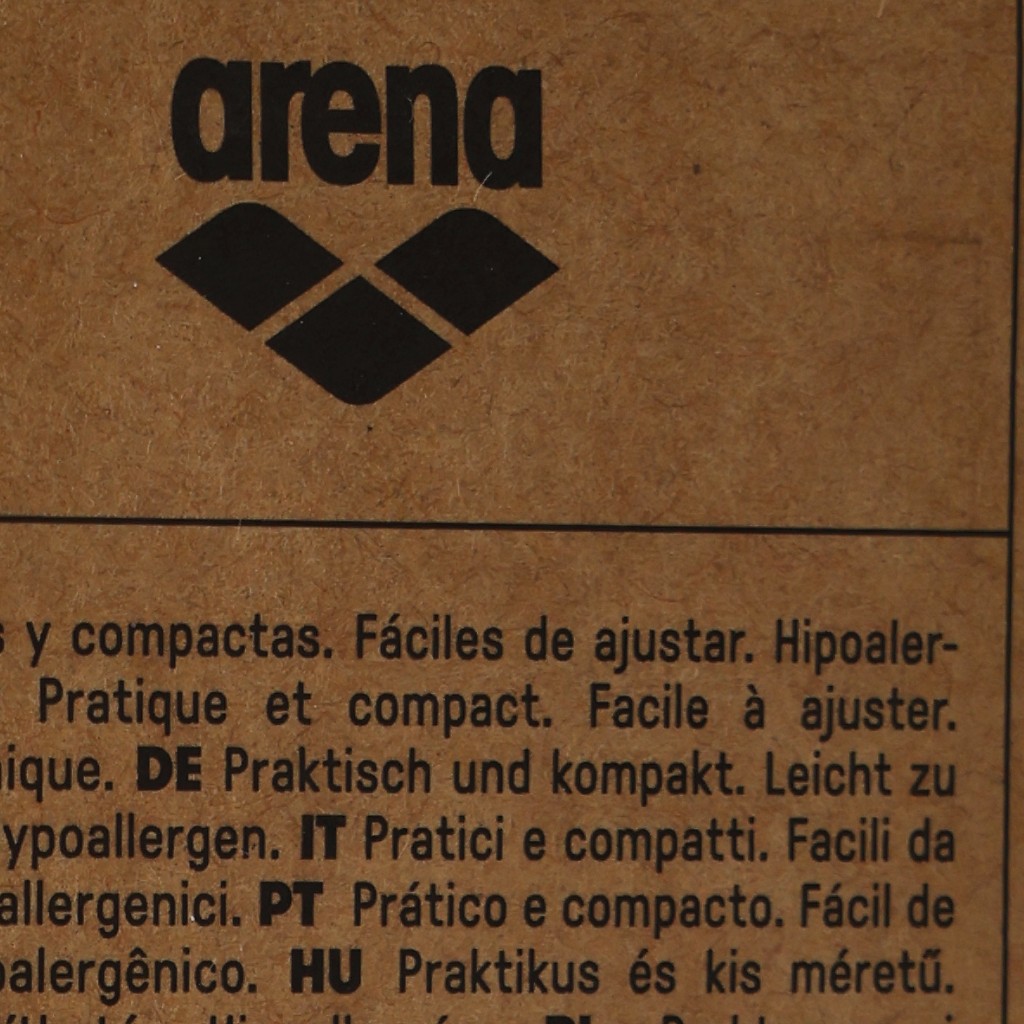 arena
y compactas. Fáciles de ajustar. Hipoaler-
Pratique et compact. Facile à ajuster.
ique. DE Praktisch und kompakt. Leicht zu
ypoallergen. IT Pratici e compatti. Facili da
allergenici. PT Prático e compacto. Fácil de
alergênico. HU Praktikus és kis méretű.